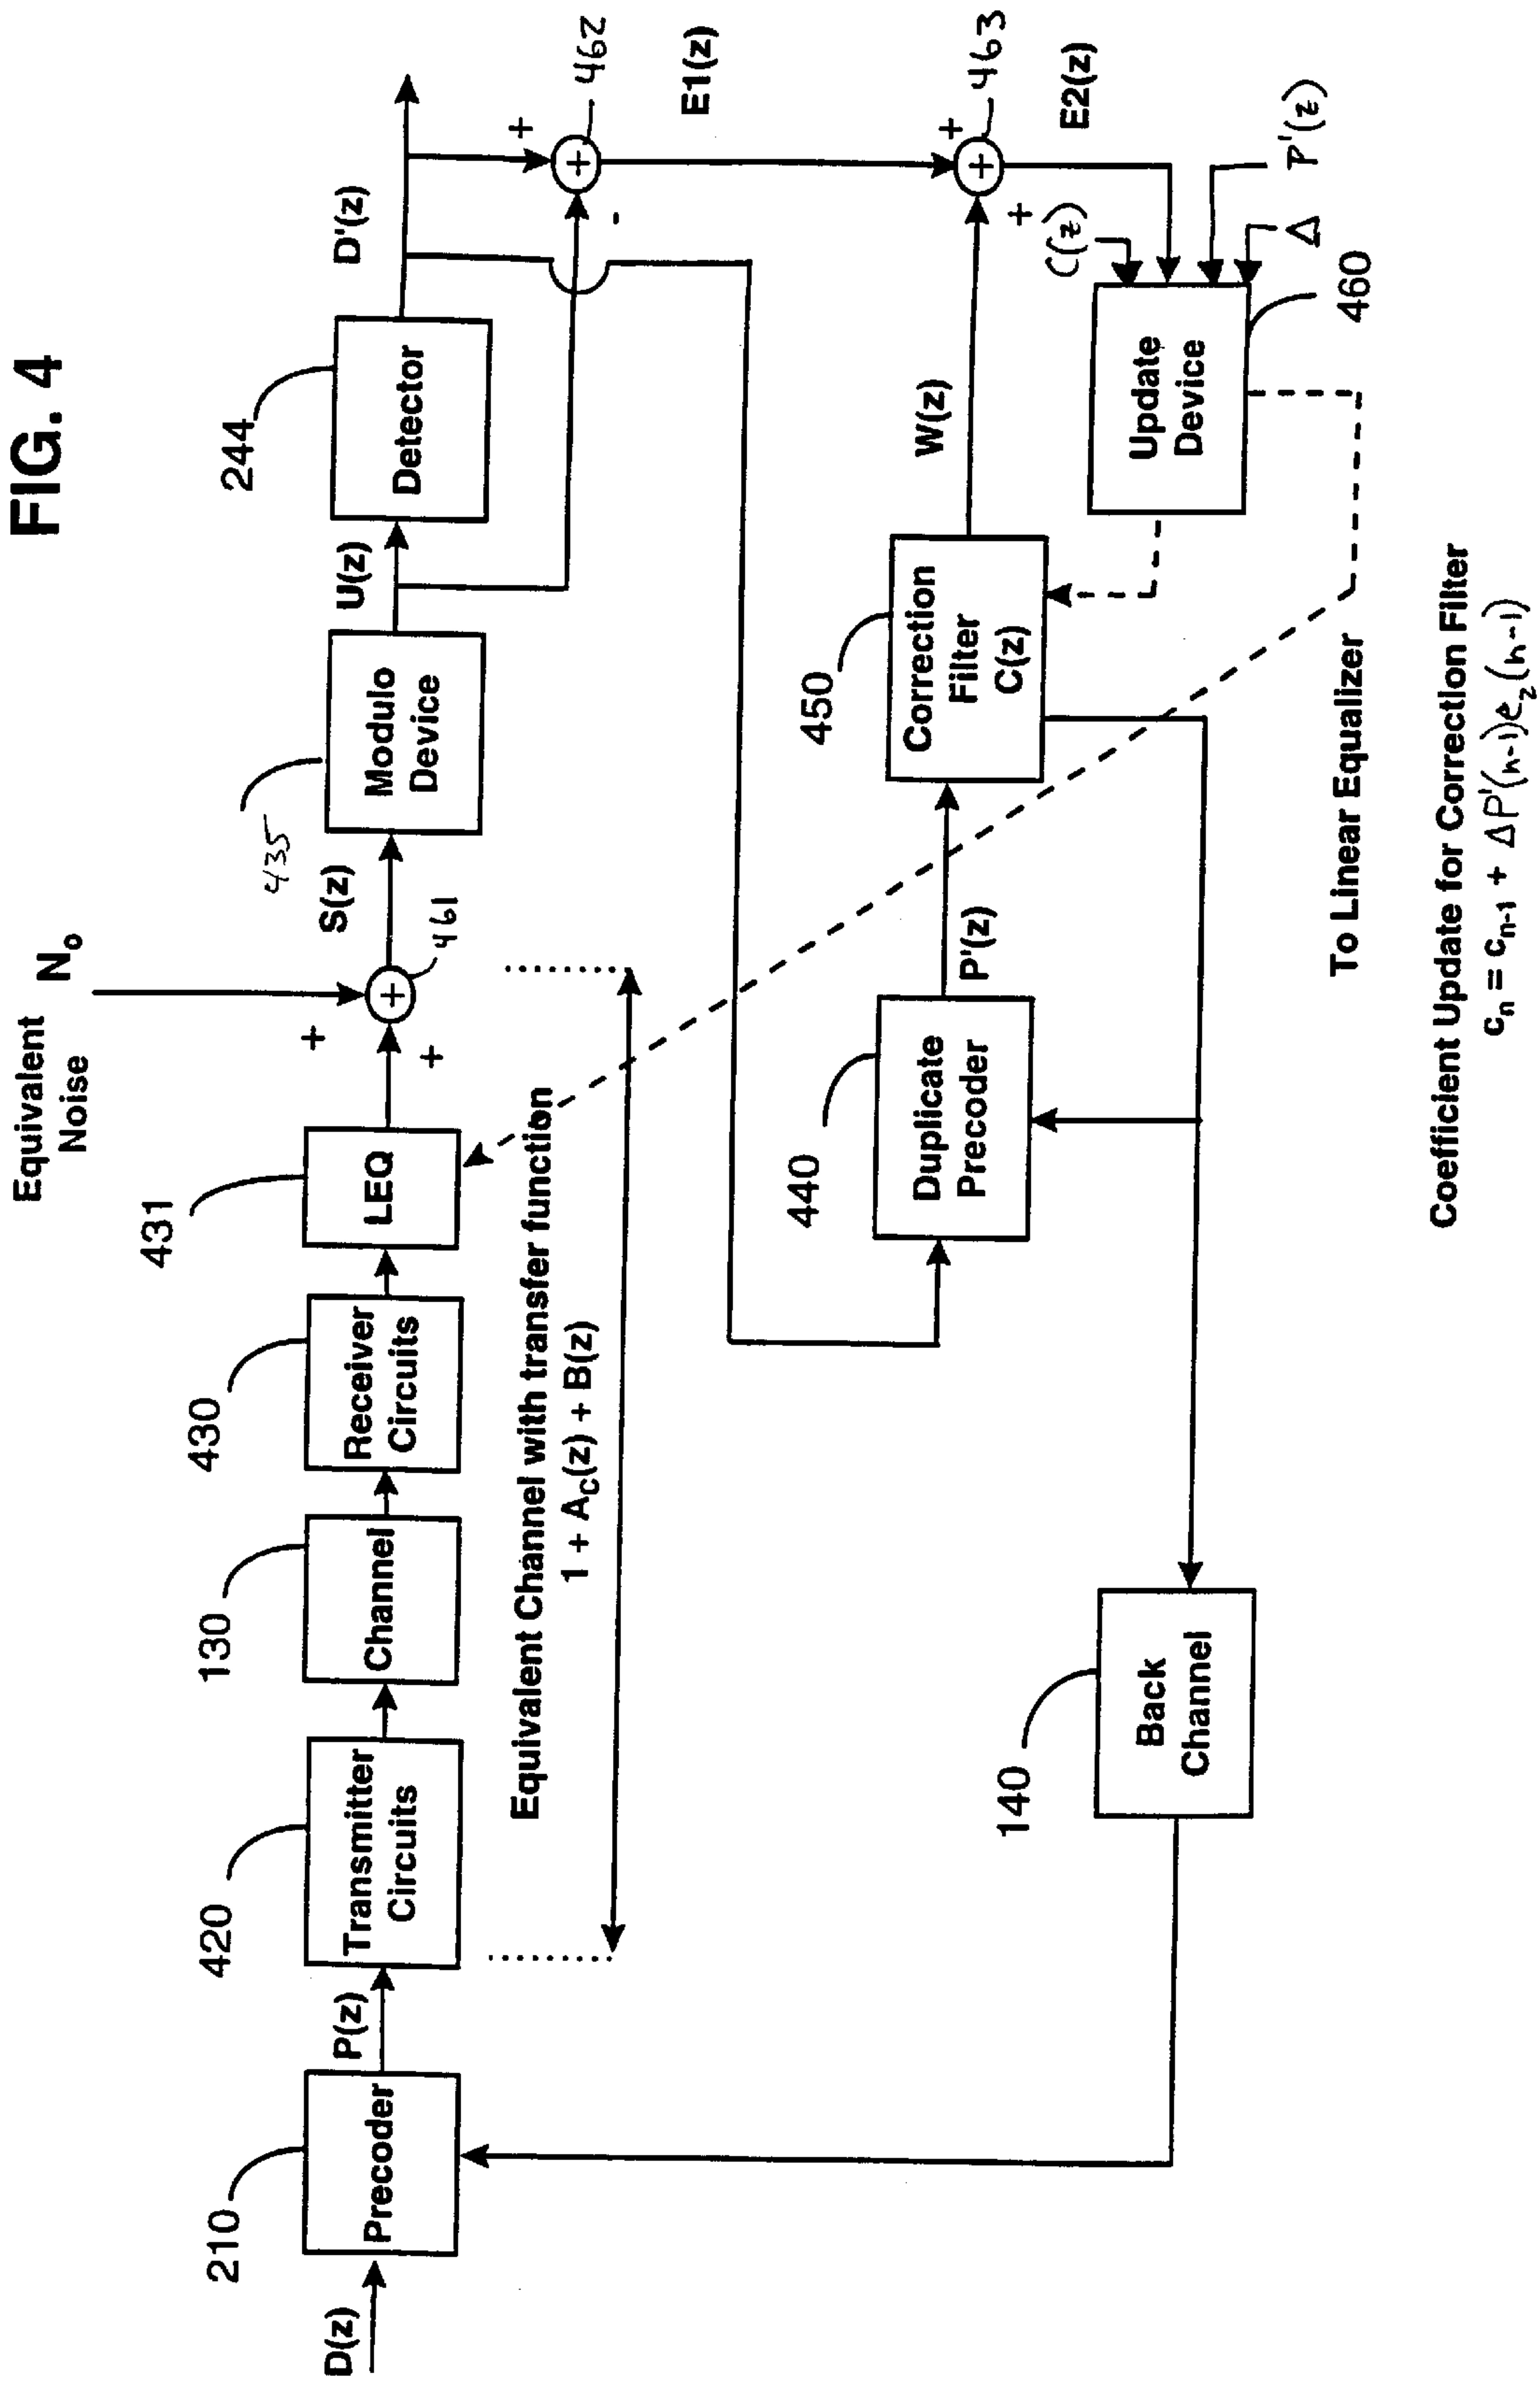 FIG. 4
Equivalent
Noise
N₀
D(z)
210
Precoder
P(z)
420
Transmitter
Circuits
130
Channel
430
Receiver
Circuits
431
LEQ
+
+
+
461
S(z)
435
Modulo
Device
U(z)
244
Detector
D'(z)
+
-
+
462
E1(z)
Equivalent Channel with transfer function
1 + A_C(z) + B(z)
440
Duplicate
Precoder
P'(z)
450
Correction
Filter
C(z)
W(z)
+
+
+
463
E2(z)
C(z)
P'(z)
Δ
Update
Device
460
140
Back
Channel
To Linear Equalizer
Coefficient Update for Correction Filter
c_n = c_{n-1} + Δ P'(n-1)e_2(n-1)